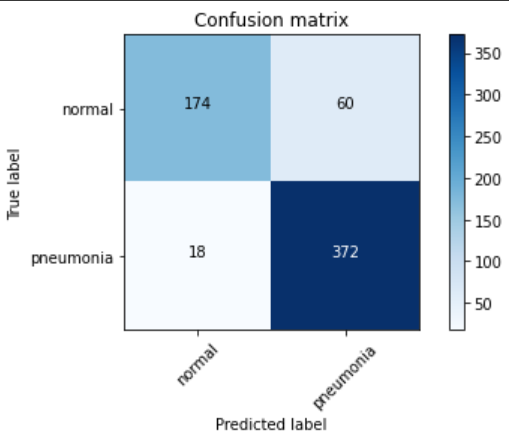 Confusion matrix
True label
normal
174
60
pneumonia
18
372
normal
pneumonia
Predicted label
350
300
250
200
150
100
50